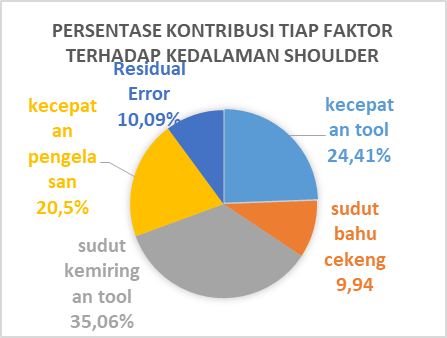 PERSENTASE KONTRIBUSI TIAP FAKTOR
TERHADAP KEDALAMAN SHOULDER
Residual
Error
10,09%
kecepat
an tool
24,41%
sudut
bahu
cekeng
9,94
sudut
kemiring
an tool
35,06%
kecepat
an
pengela
san
20,5%